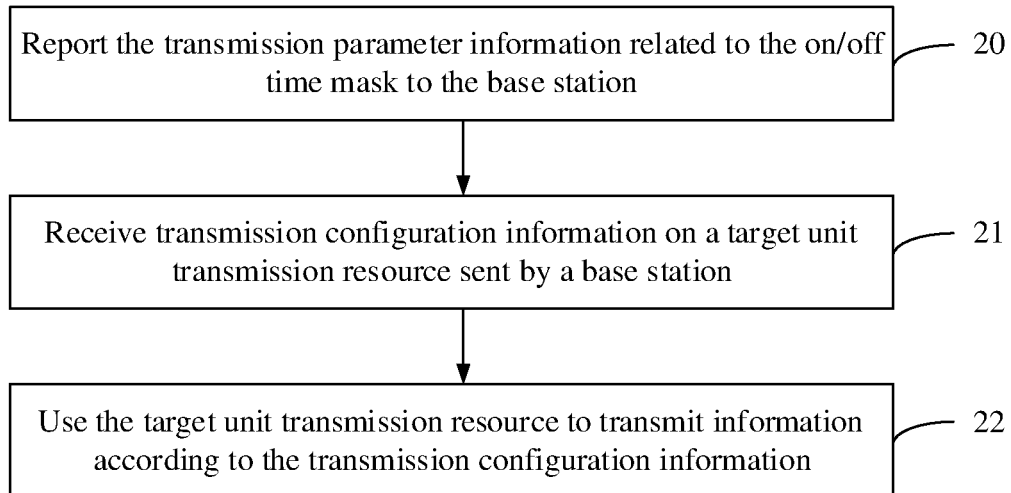 Report the transmission parameter information related to the on/off
time mask to the base station
20
Receive transmission configuration information on a target unit
transmission resource sent by a base station
21
Use the target unit transmission resource to transmit information
according to the transmission configuration information
22